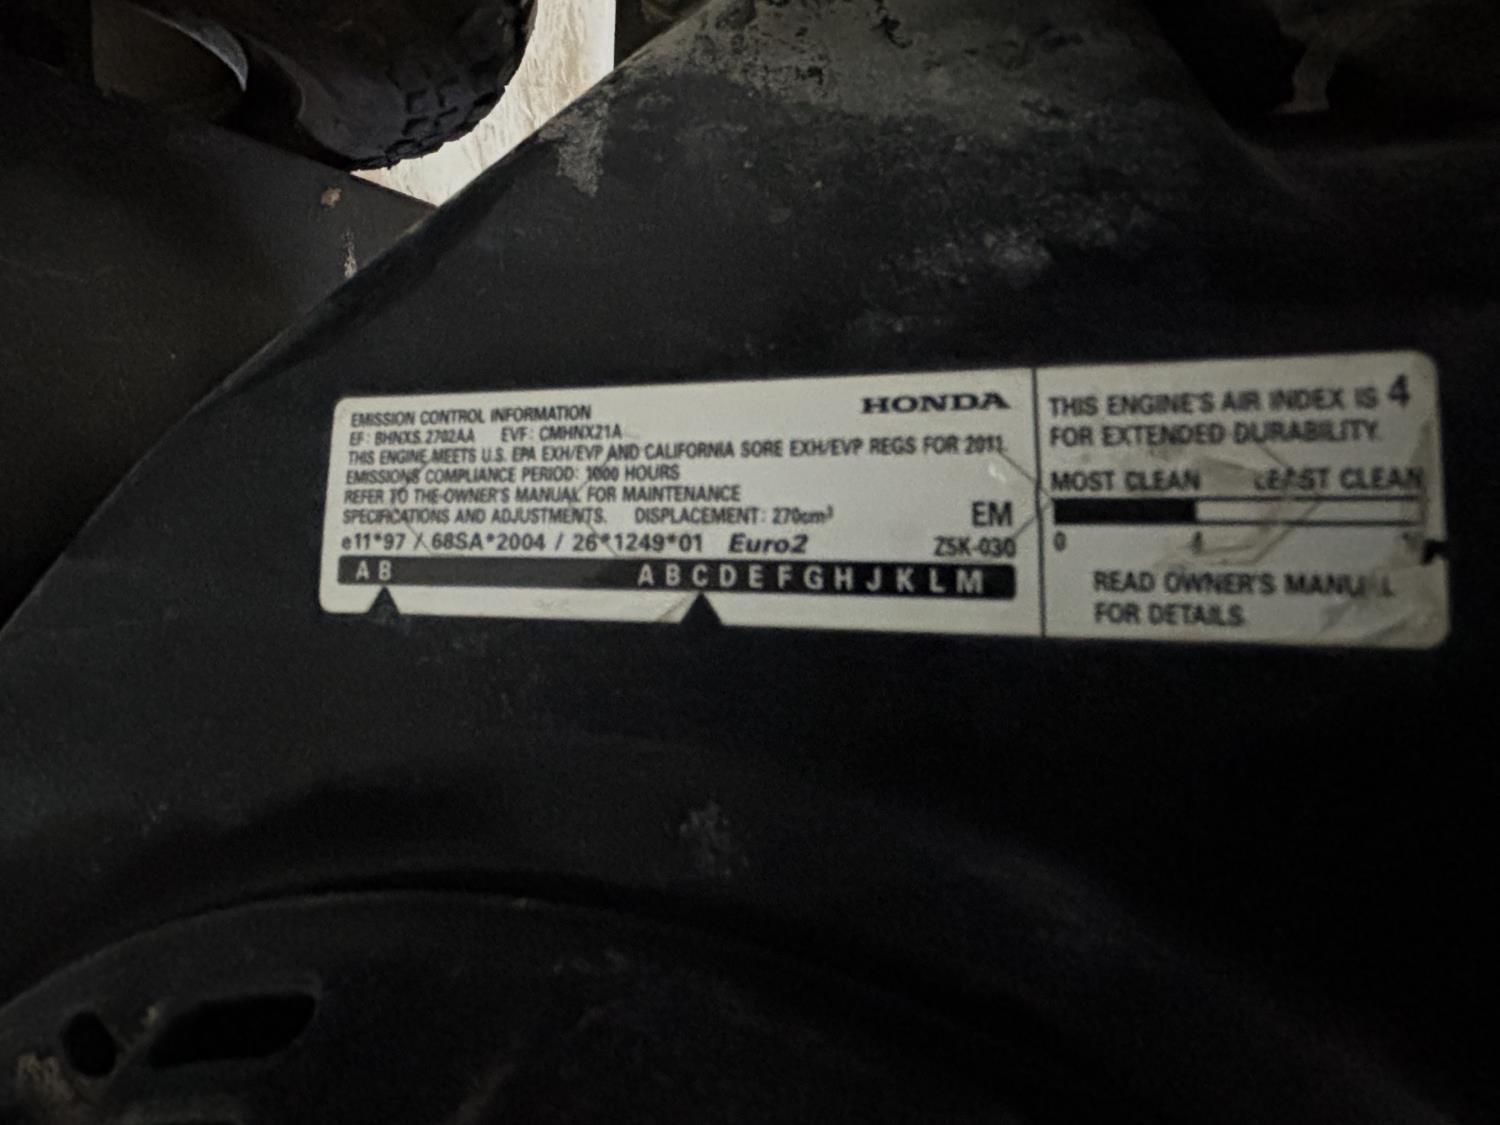 EMISSION CONTROL INFORMATION
HONDA
EF: BHNXS.2702AA EVF: CMHNX21A
THIS ENGINE MEETS U.S. EPA EXH/EVP AND CALIFORNIA SORE EXH/EVP REGS FOR 2011.
EMISSIONS COMPLIANCE PERIOD: 1000 HOURS
REFER TO THE OWNER'S MANUAL FOR MAINTENANCE
SPECIFICATIONS AND ADJUSTMENTS. DISPLACEMENT: 270cm³
EM
e11*97 / 68SA*2004 / 26*1249*01 Euro2
Z5K-030
A B A B C D E F G H J K L M
THIS ENGINE'S AIR INDEX IS 4
FOR EXTENDED DURABILITY.
MOST CLEAN LEAST CLEAN
0 4
READ OWNER'S MANUAL
FOR DETAILS.